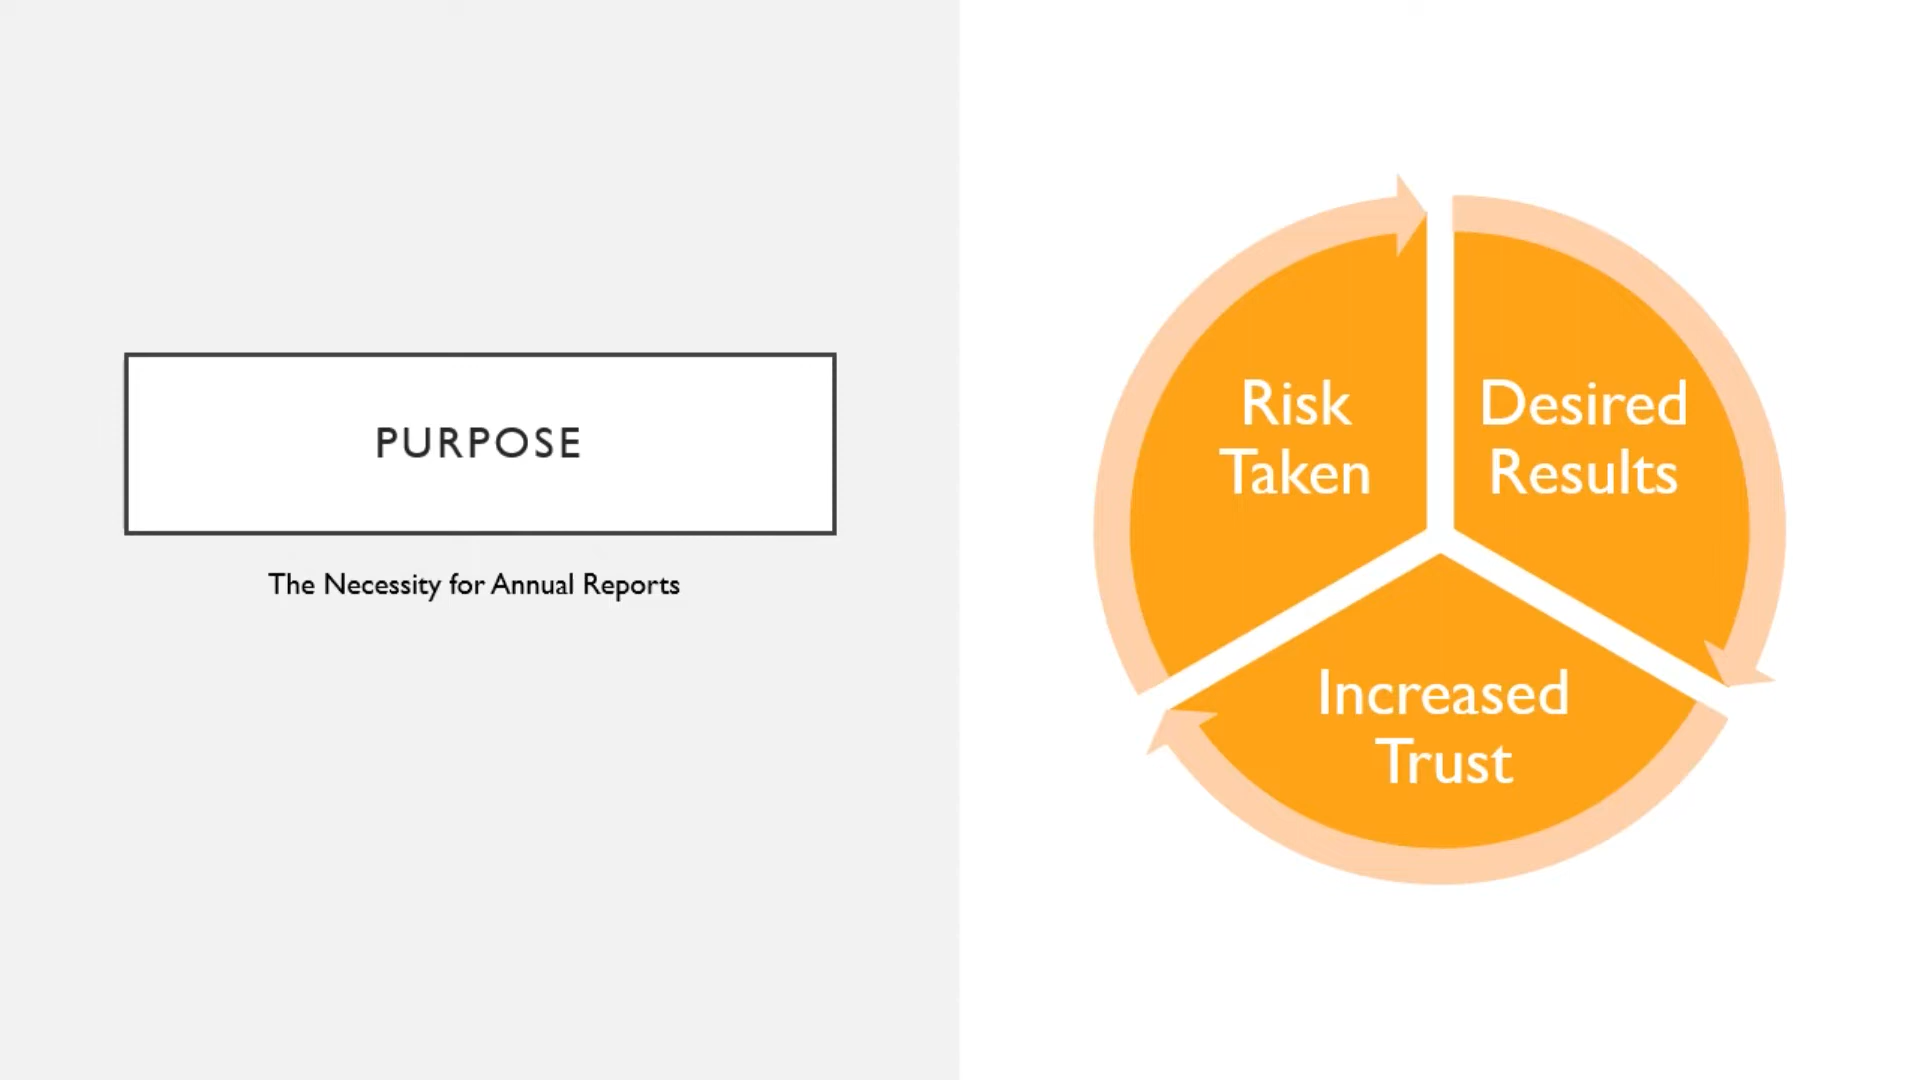 PURPOSE
The Necessity for Annual Reports
Risk
Taken
Desired
Results
Increased
Trust